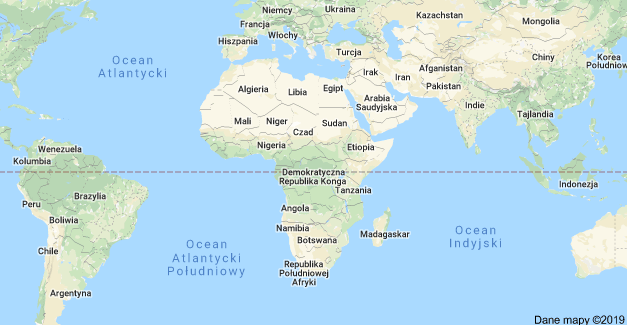 Niemcy
Ukraina
Kazachstan
Mongolia
Francja
Włochy
Hiszpania
Turcja
Ocean
Atlantycki
Chiny
Korea
Południow
Afganistan
Irak
Iran
Pakistan
Algieria
Libia
Egipt
Arabia
Saudyjska
Indie
Tajlandia
Mali
Niger
Czad
Sudan
Nigeria
Etiopia
Wenezuela
Kolumbia
Demokratyczna
Republika Konga
Tanzania
Indonezja
Peru
Brazylia
Angola
Boliwia
Namibia
Botswana
Madagaskar
Ocean
Indyjski
Ocean
Atlantycki
Południowy
Chile
Republika
Południowej
Afryki
Argentyna
Dane mapy ©2019